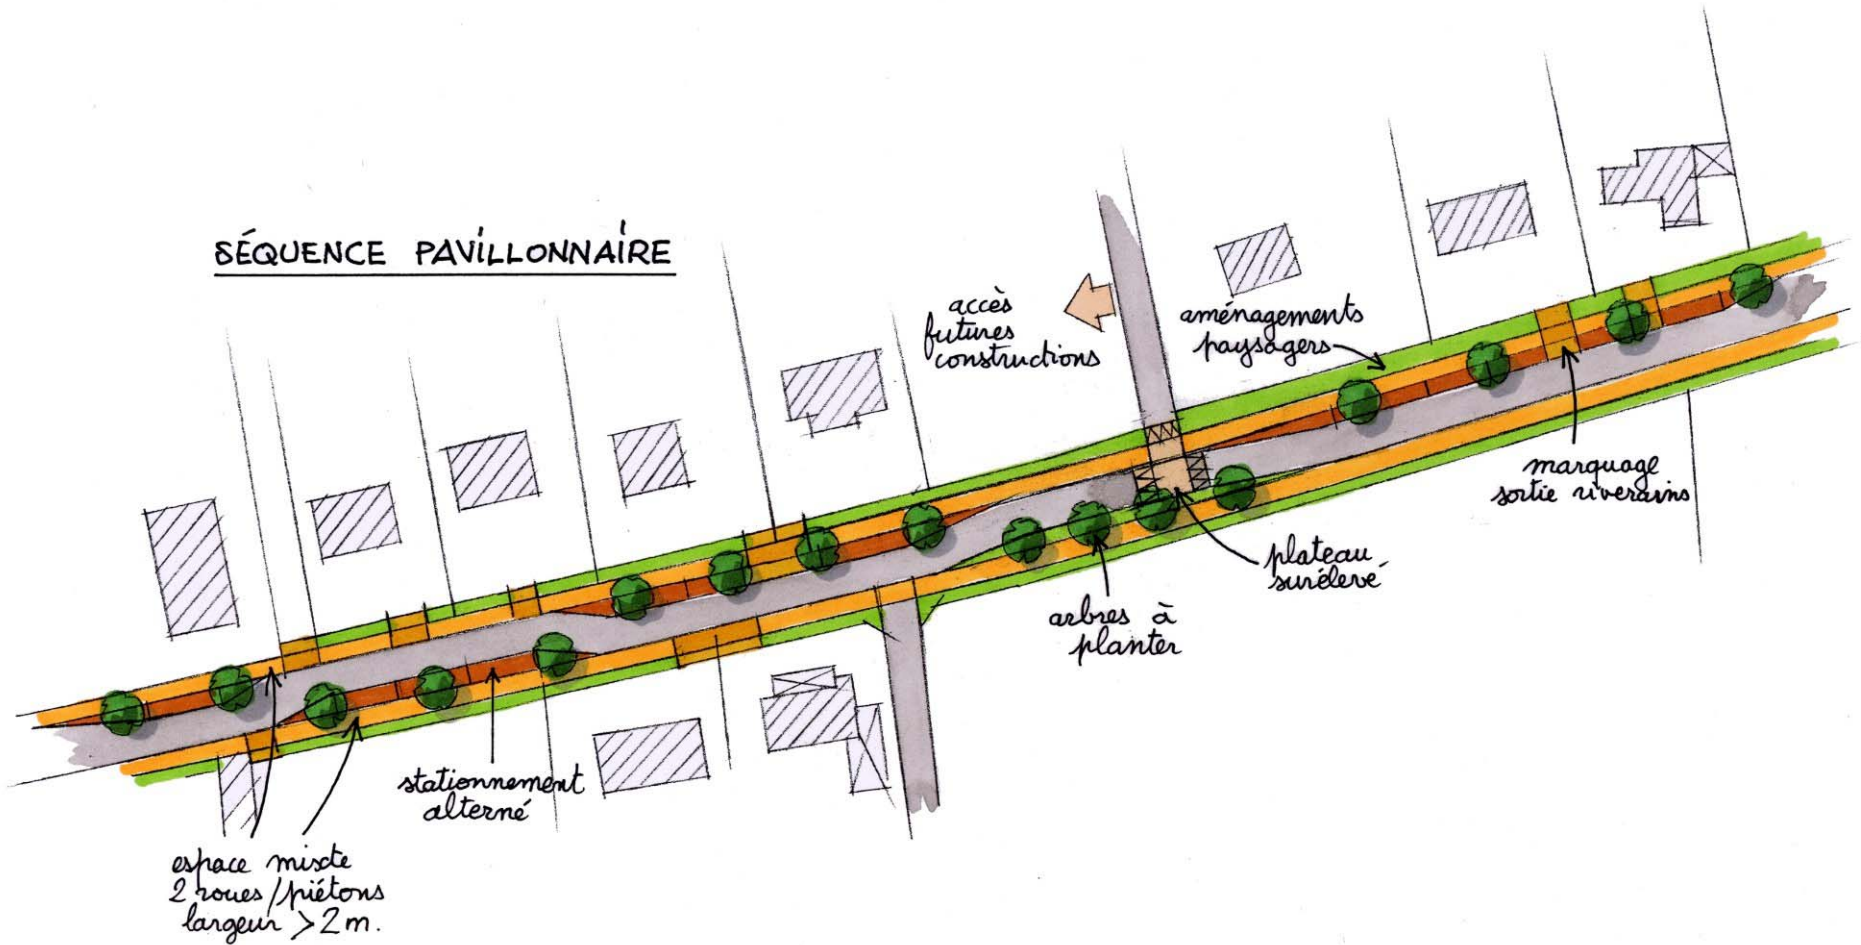 SÉQUENCE PAVILLONNAIRE
accès
futures
constructions
aménagements
paysagers
marquage
sortie riverains
plateau
surélevé
arbres à
planter
stationnement
alterné
espace mixte
2 roues/piétons
largeur > 2 m.